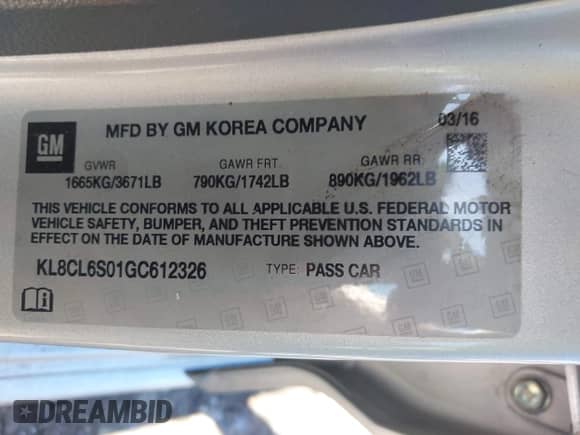 GM
MFD BY GM KOREA COMPANY 03/16
GVWR GAWR FRT. GAWR RR.
1665KG/3671LB 790KG/1742LB 890KG/1962LB
THIS VEHICLE CONFORMS TO ALL APPLICABLE U.S. FEDERAL MOTOR
VEHICLE SAFETY, BUMPER, AND THEFT PREVENTION STANDARDS IN
EFFECT ON THE DATE OF MANUFACTURE SHOWN ABOVE.
KL8CL6S01GC612326 TYPE: PASS CAR
DREAMBID